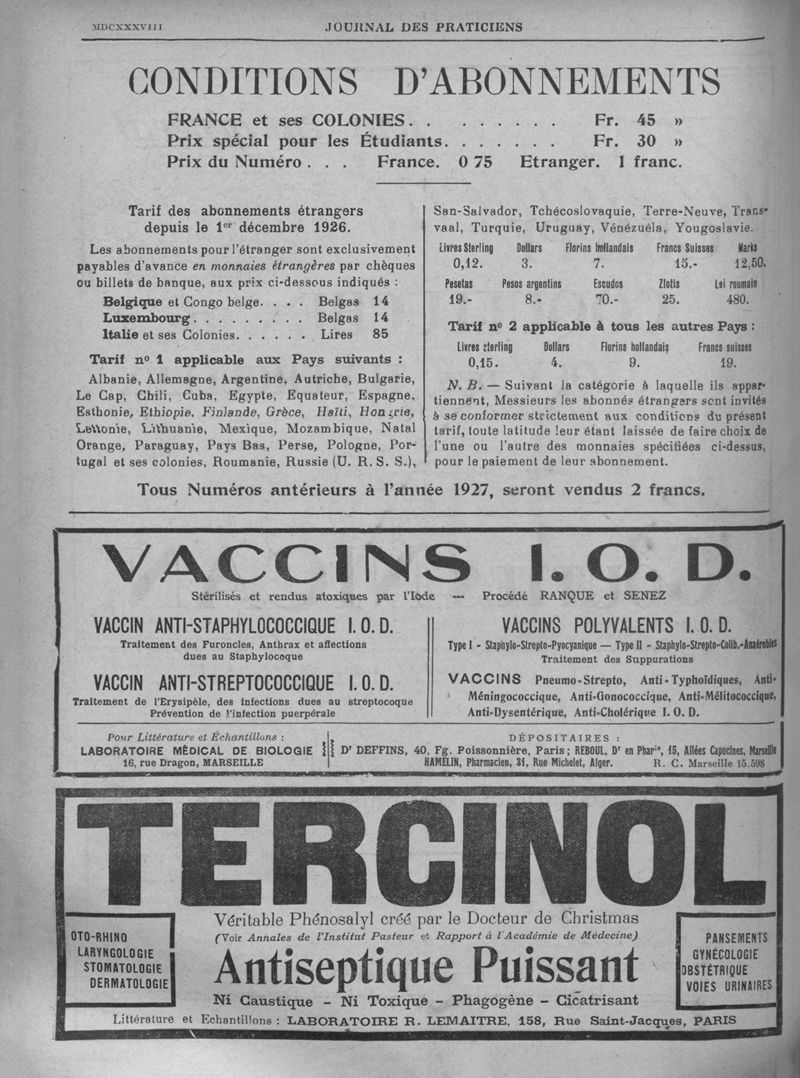 MDCXXXVIII JOURNAL DES PRATICIENS
CONDITIONS D'ABONNEMENTS
FRANCE et ses COLONIES. . . . . . . . . Fr. 45 »
Prix spécial pour les Étudiants. . . . . . . Fr. 30 »
Prix du Numéro . . . France. 0 75 Etranger. 1 franc.
Tarif des abonnements étrangers
depuis le 1er décembre 1926.
Les abonnements pour l'étranger sont exclusivement
payables d'avance en monnaies étrangères par chèques
ou billets de banque, aux prix ci-dessous indiqués :
Belgique et Congo belge. . . . Belgas 14
Luxembourg . . . . . . . . . Belgas 14
Italie et ses Colonies. . . . . . Lires 85
Tarif no 1 applicable aux Pays suivants :
Albanie, Allemagne, Argentine, Autriche, Bulgarie,
Le Cap, Chili, Cuba, Egypte, Equateur, Espagne,
Esthonie, Ethiopie, Finlande, Grèce, Haïti, Hongrie,
Lettonie, Lithuanie, Mexique, Mozambique, Natal
Orange, Paraguay, Pays Bas, Perse, Pologne, Por-
tugal et ses colonies, Roumanie, Russie (U. R. S. S.),
San-Salvador, Tchécoslovaquie, Terre-Neuve, Trans-
vaal, Turquie, Uruguay, Vénézuéla, Yougoslavie.
Livres Sterling Dollars Florins hollandais Francs Suisses Marks
0,12. 3. 7. 15.- 12,50.
Pesetas Pesos argentins Escudos Zlotis Lei roumain
19.- 8.- 70.- 25. 480.
Tarif no 2 applicable à tous les autres Pays :
Livres sterling Dollars Florins hollandais Francs suisses
0,15. 4. 9. 19.
N. B. — Suivant la catégorie à laquelle ils appar-
tiennent, Messieurs les abonnés étrangers sont invités
à se conformer strictement aux conditions du présent
tarif, toute latitude leur étant laissée de faire choix de
l'une ou l'autre des monnaies spécifiées ci-dessus,
pour le paiement de leur abonnement.
Tous Numéros antérieurs à l'année 1927, seront vendus 2 francs.
VACCINS I. O. D.
Stérilisés et rendus atoxiques par l'Iode — Procédé RANQUE et SENEZ
VACCIN ANTI-STAPHYLOCOCCIQUE I. O. D.
Traitement des Furoncles, Anthrax et affections
dues au Staphylocoque
VACCIN ANTI-STREPTOCOCCIQUE I. O. D.
Traitement de l'Erysipèle, des infections dues au streptocoque
Prévention de l'infection puerpérale
VACCINS POLYVALENTS I. O. D.
Type I - Staphylo-Strepto-Pyocyanique — Type II - Staphylo-Strepto-Colib.-Anaérobies
Traitement des Suppurations
VACCINS Pneumo-Strepto, Anti-Typhoïdiques, Anti-
Méningococcique, Anti-Gonococcique, Anti-Mélitococcique,
Anti-Dysentérique, Anti-Cholérique I. O. D.
Pour Littérature et Échantillons :
LABORATOIRE MÉDICAL DE BIOLOGIE
16, rue Dragon, MARSEILLE
DÉPOSITAIRES :
Dr DEFFINS, 40, Fg. Poissonnière, Paris ; REBOUL, Dr en Phar1e, 15, Allées Capucines, Marseille
HAMELIN, Pharmacien, 31, Rue Michelet, Alger. R. C. Marseille 15.598
TERCINOL
Véritable Phénosalyl créé par le Docteur de Christmas
(Voir Annales de l'Institut Pasteur et Rapport à l'Académie de Médecine)
OTO-RHINO
LARYNGOLOGIE
STOMATOLOGIE
DERMATOLOGIE
Antiseptique Puissant
Ni Caustique - Ni Toxique - Phagogène - Cicatrisant
PANSEMENTS
GYNÉCOLOGIE
OBSTÉTRIQUE
VOIES URINAIRES
Littérature et Echantillons : LABORATOIRE R. LEMAITRE, 158, Rue Saint-Jacques, PARIS